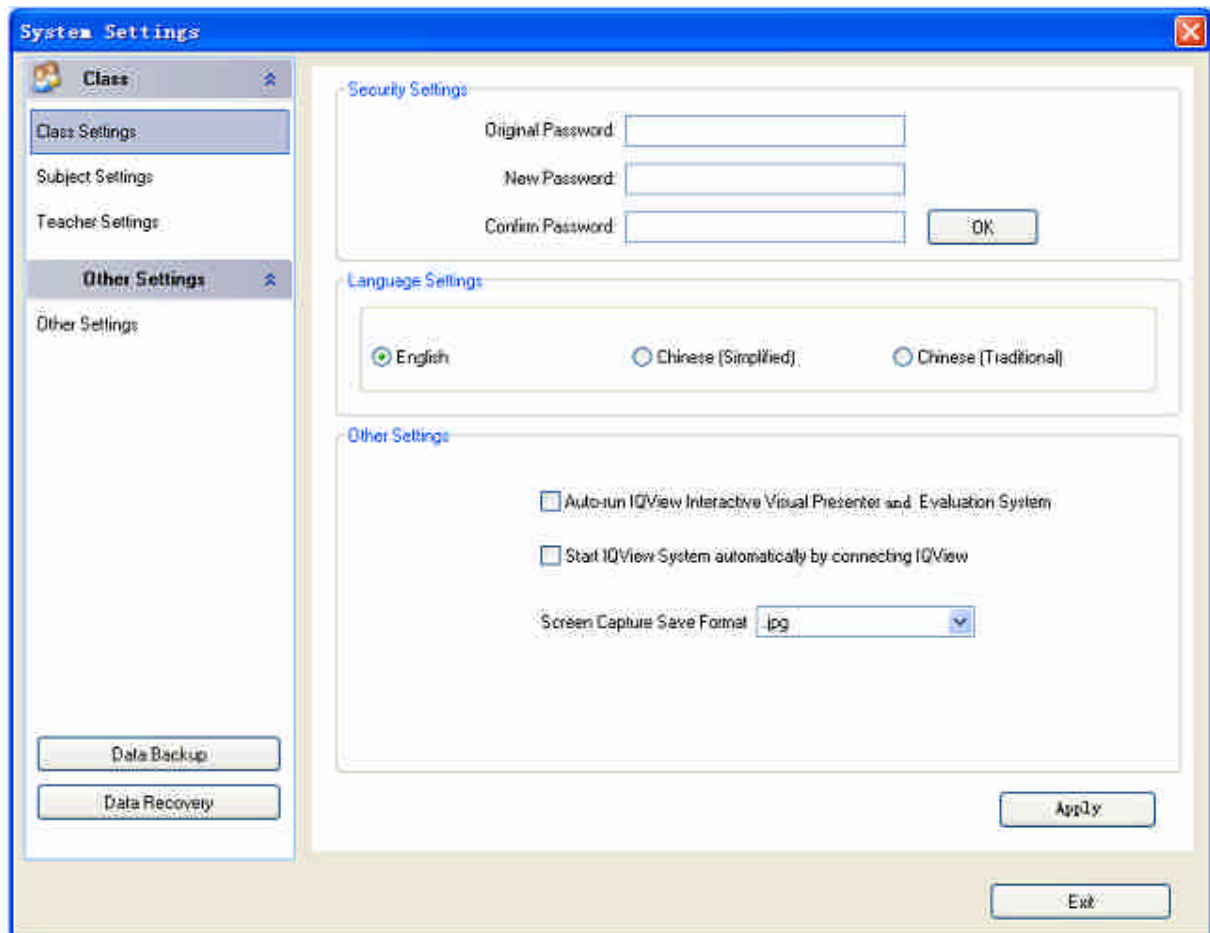 System Settings
Class
Class Settings
Subject Settings
Teacher Settings
Other Settings
Other Settings
Data Backup
Data Recovery
Security Settings
Original Password:
New Password:
Confirm Password:
OK
Language Settings
English
Chinese (Simplified)
Chinese (Traditional)
Other Settings
Auto-run IQView Interactive Visual Presenter and Evaluation System
Start IQView System automatically by connecting IQView
Screen Capture Save Format .jpg
Apply
Exit